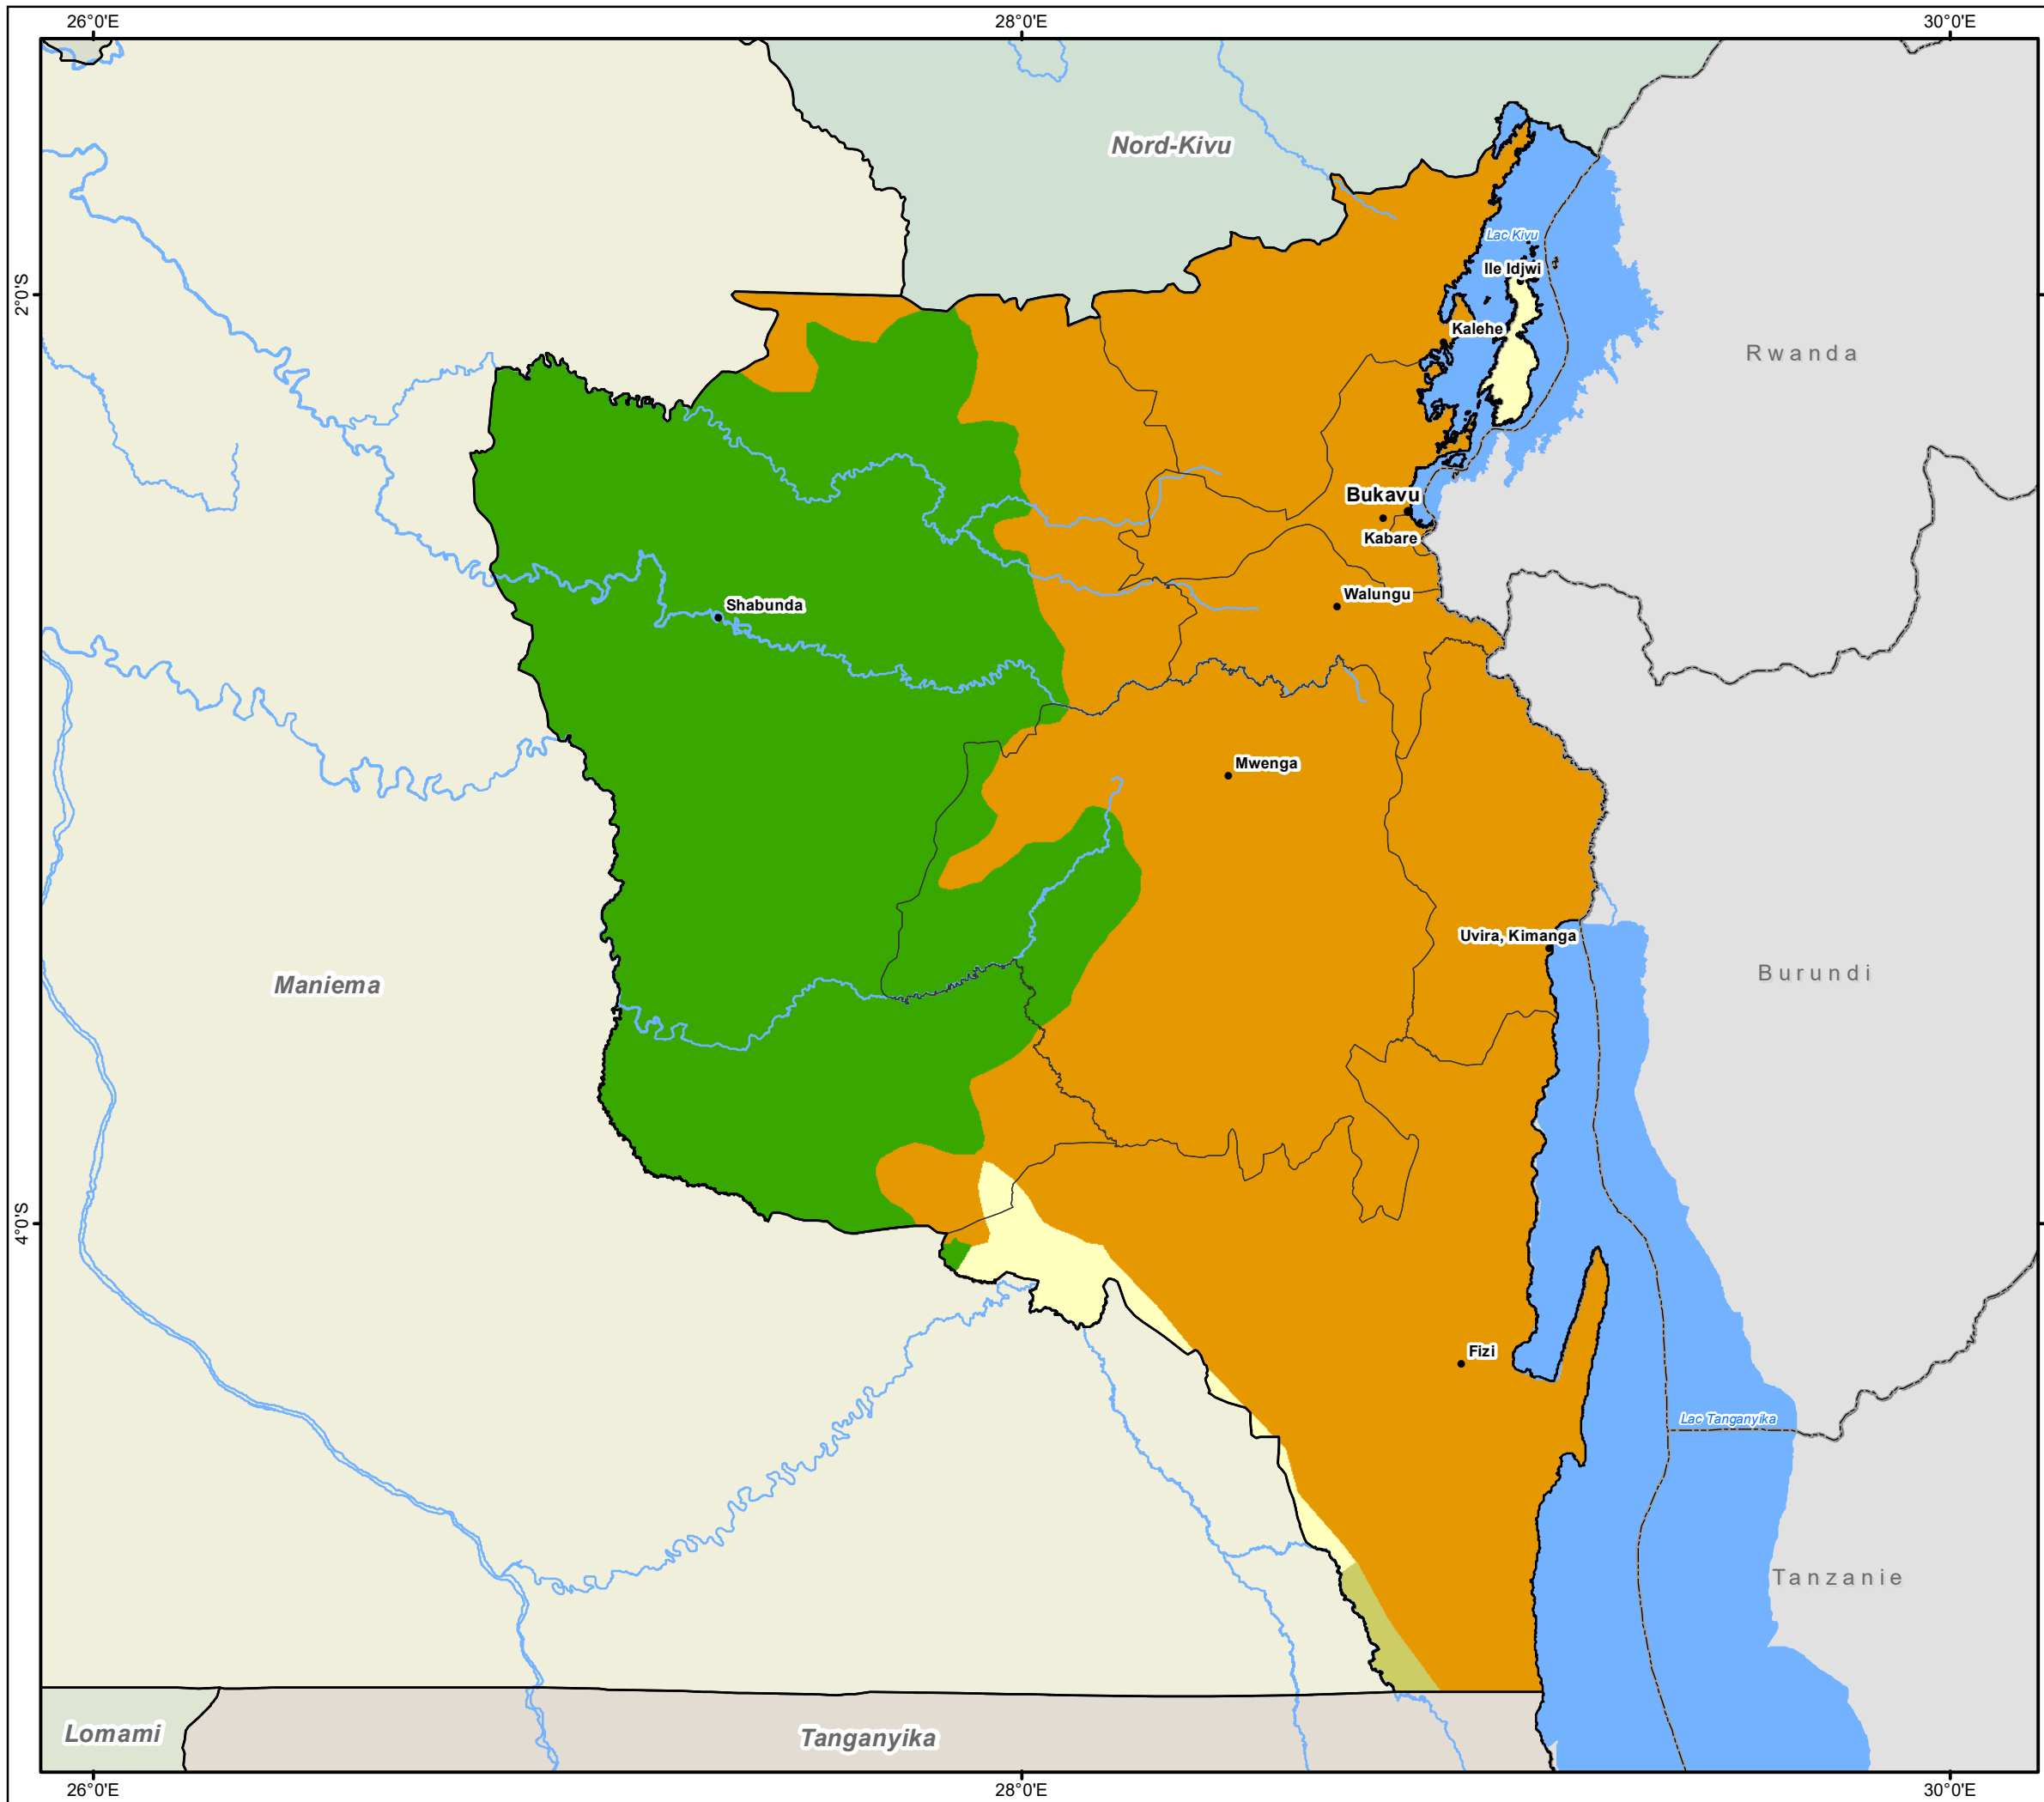 26°0'E
28°0'E
30°0'E
Nord-Kivu
Lac Kivu
Ile Idjwi
2°0'S
Kalehe
Rwanda
Bukavu
Kabare
Walungu
Shabunda
Mwenga
Uvira, Kimanga
Burundi
Maniema
4°0'S
Fizi
Lac Tanganyika
Tanzanie
Lomami
Tanganyika
26°0'E
28°0'E
30°0'E